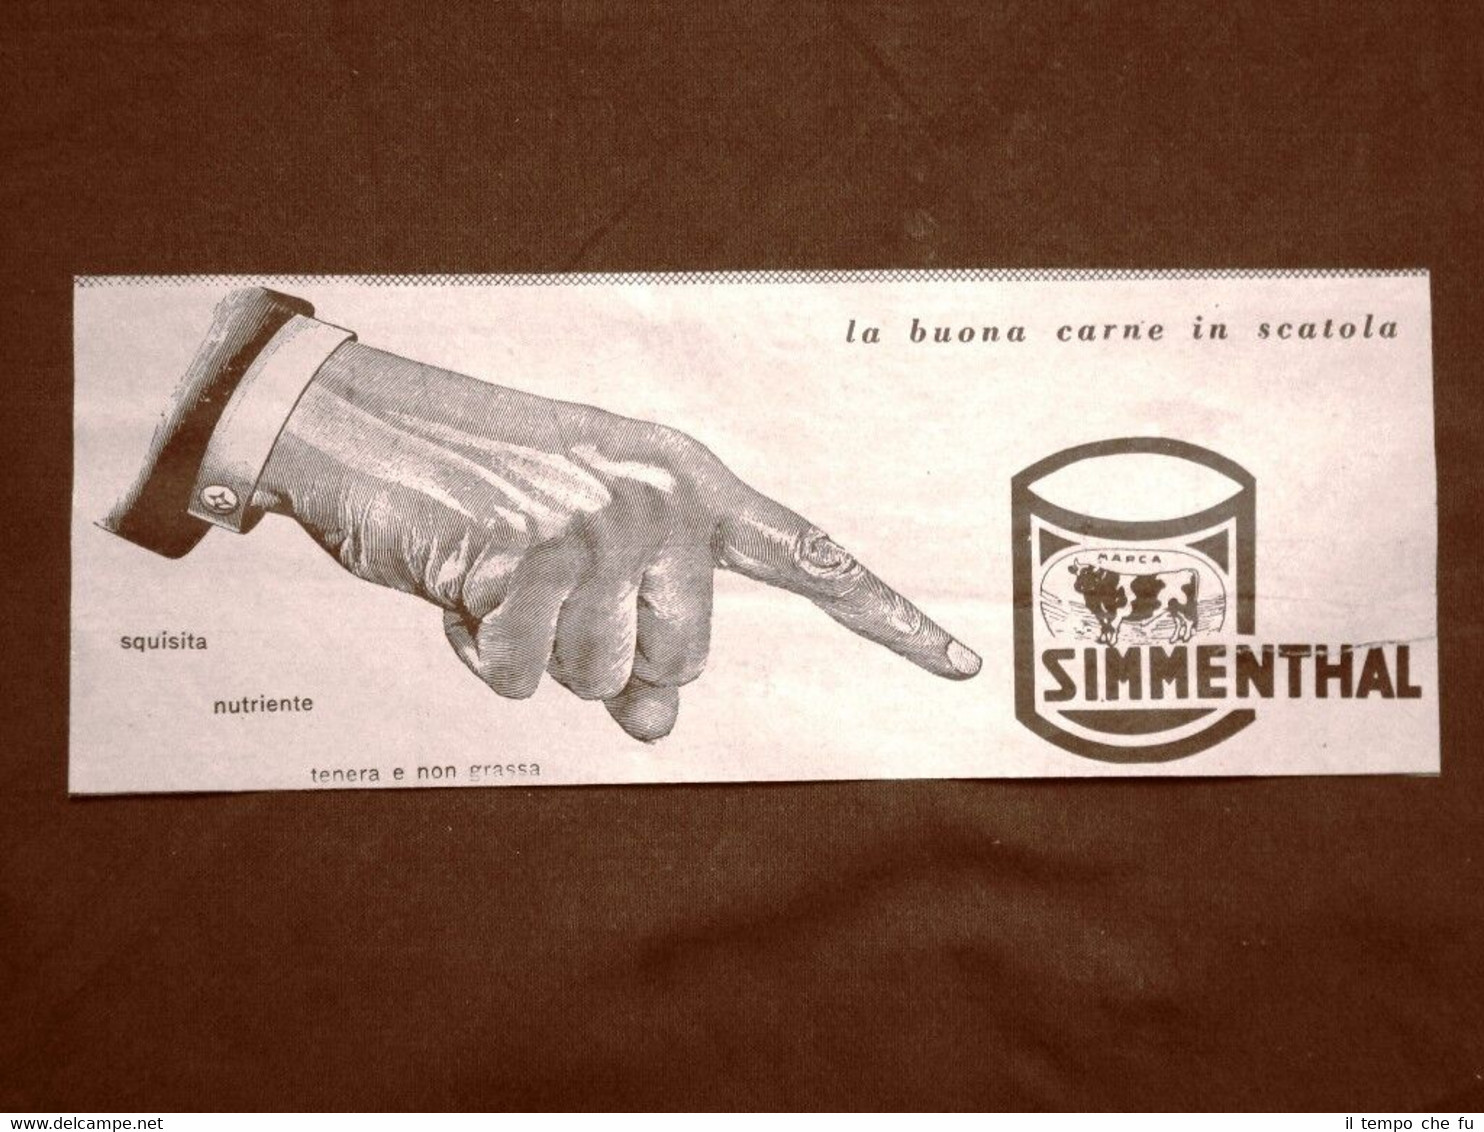 la buona carne in scatola
MARCA
SIMMENTHAL
squisita
nutriente
tenera e non grassa
www.delcampe.net
il tempo che fu